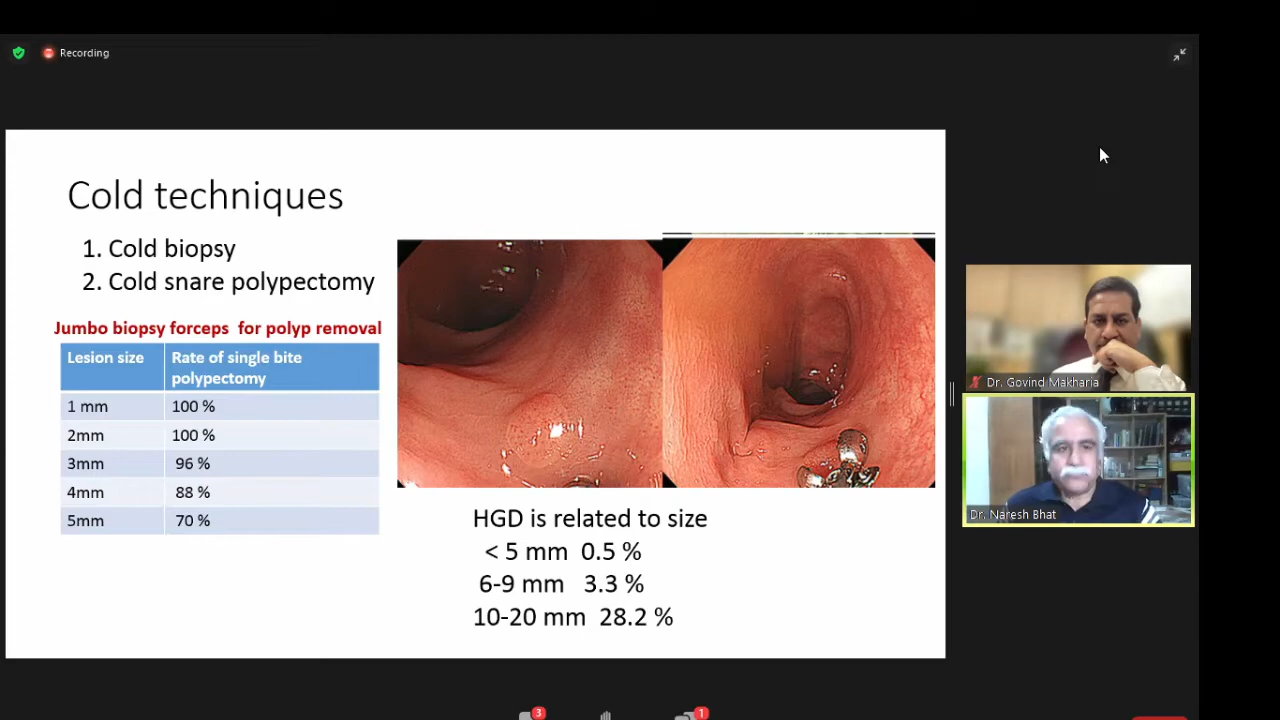 Recording
Cold techniques
1. Cold biopsy
2. Cold snare polypectomy
Jumbo biopsy forceps for polyp removal
Lesion size Rate of single bite
polypectomy
1 mm 100 %
2mm 100 %
3mm 96 %
4mm 88 %
5mm 70 %
HGD is related to size
< 5 mm 0.5 %
6-9 mm 3.3 %
10-20 mm 28.2 %
Dr. Govind Makharia
Dr. Naresh Bhat
3
1